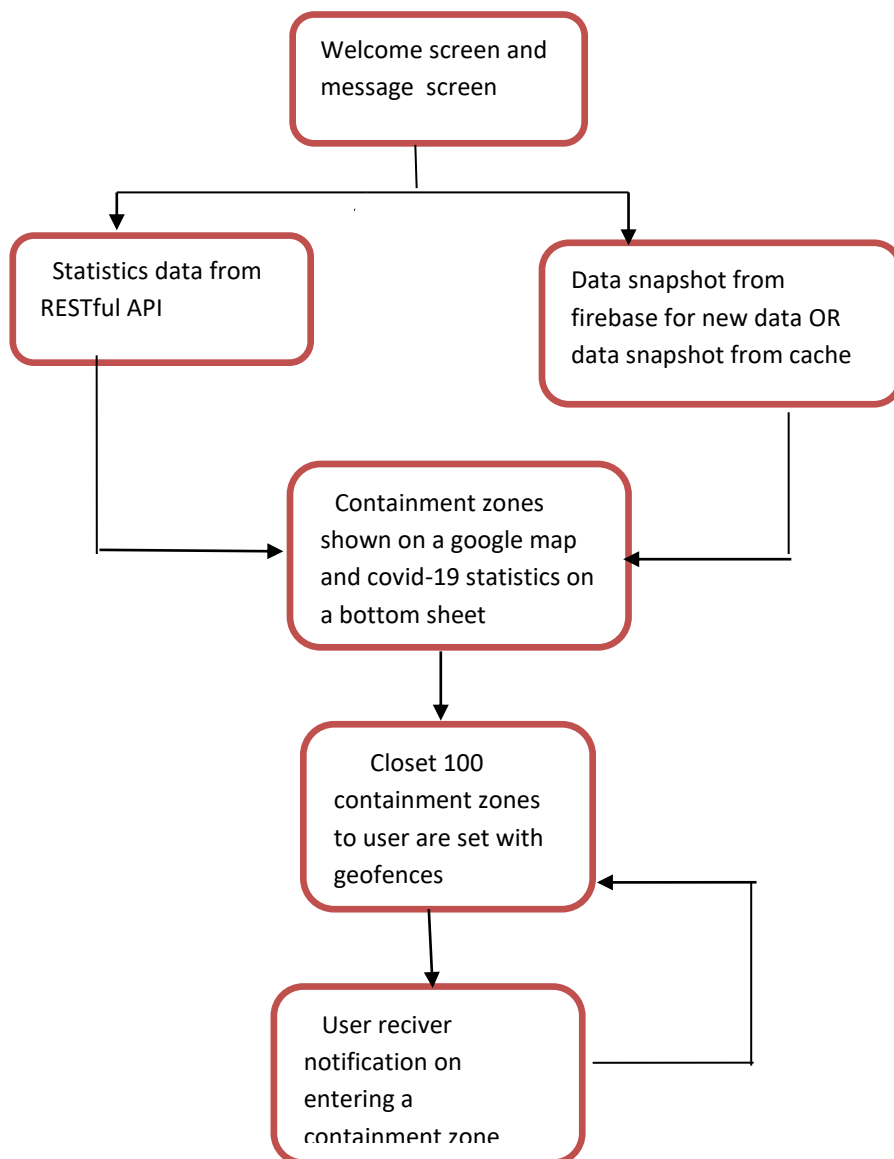 Welcome screen and
message screen
Statistics data from
RESTful API
Data snapshot from
firebase for new data OR
data snapshot from cache
Containment zones
shown on a google map
and covid-19 statistics on
a bottom sheet
Closet 100
containment zones
to user are set with
geofences
User reciver
notification on
entering a
containment zone